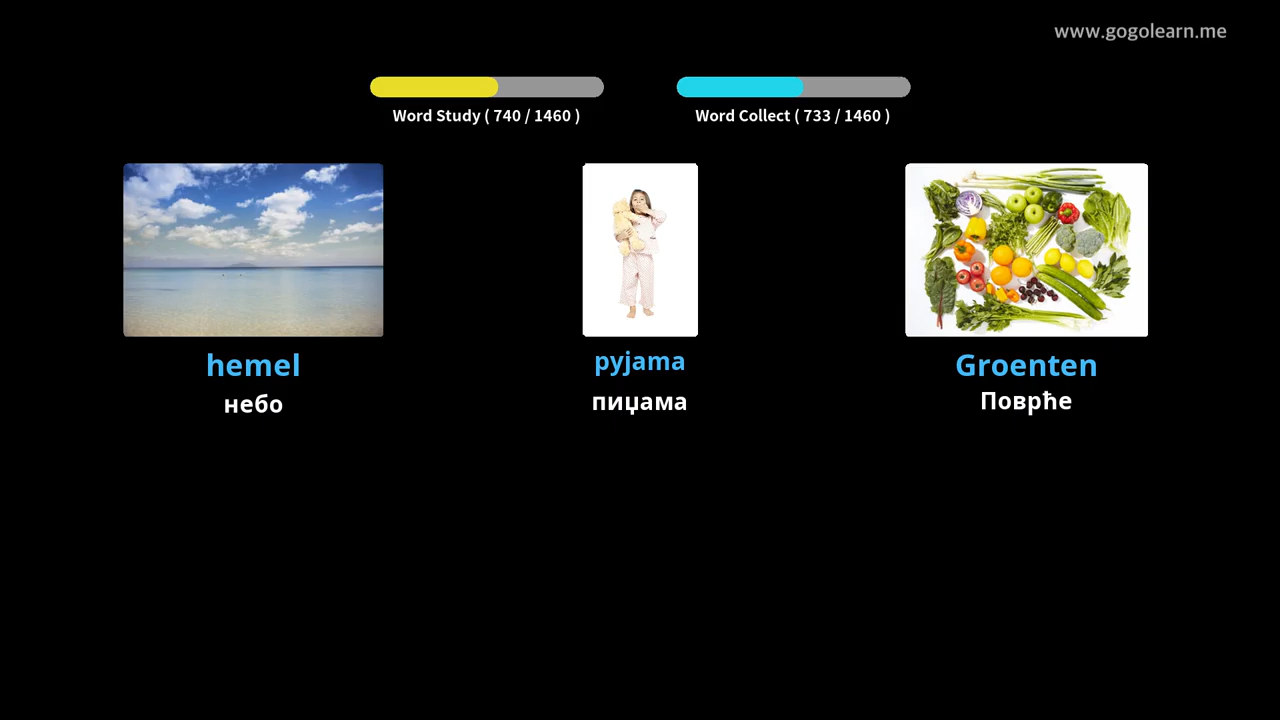 www.gogolearn.me
Word Study ( 740 / 1460 )
Word Collect ( 733 / 1460 )
hemel
небо
pyjama
пиџама
Groenten
Поврће